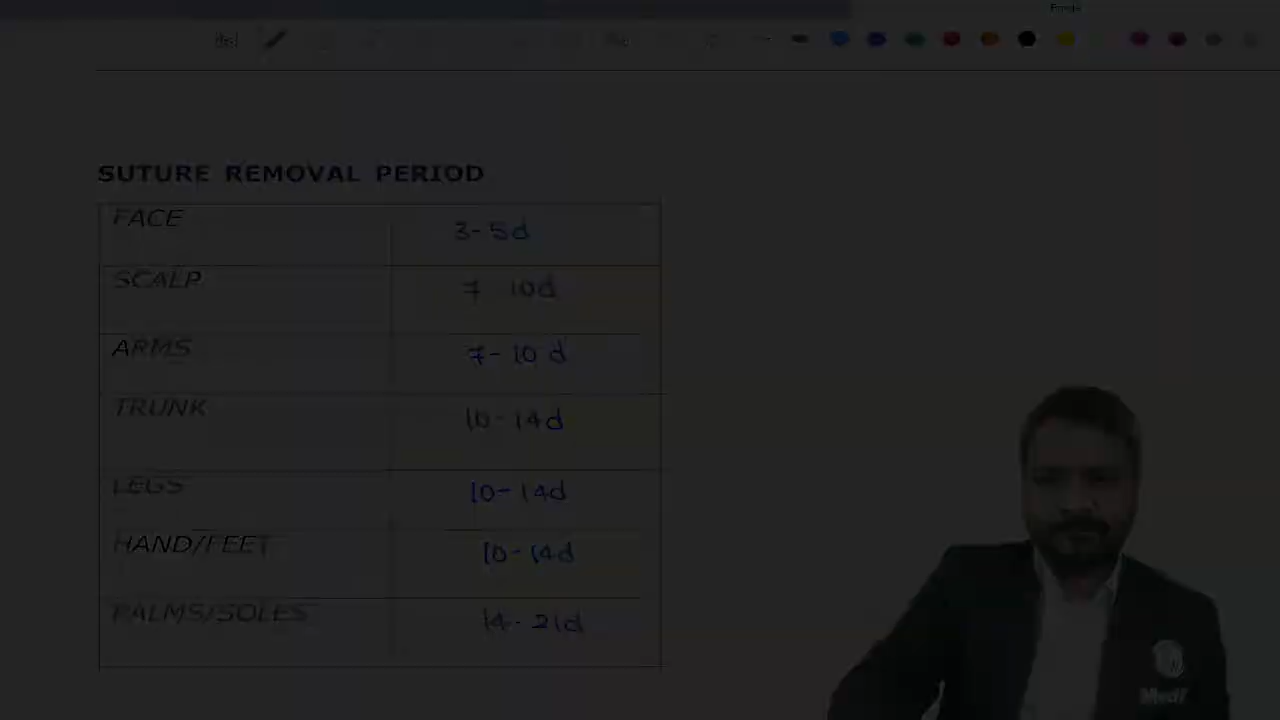 SUTURE REMOVAL PERIOD
FACE 3-5d
SCALP 7 10d
ARMS 7-10 d
TRUNK 10-14d
LEGS 10-14d
HAND/FEET 10-14d
PALMS/SOLES 14-21d